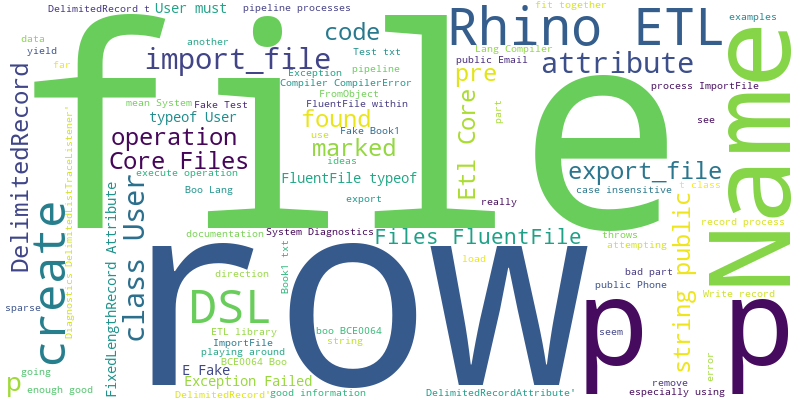 DelimitedRecord t
User must
pipeline processes
fit together
data
another
code
Rhino ETL
examples
yield
import_file
Test txt
Lang Compiler
public Email
attribute
far
Exception
pipeline
Compiler CompilerError
pre
process ImportFile
DelimitedRecord
FromObject
mean System
Fake Test
FluentFile within
typeof User
found
use
Fake Book1
Etl Core
part
see
file
operation
marked
Core Files
ideas
execute operation
export_file
FluentFile typeof
case insensitive
t class
Boo Lang
export
really
Name
create
Diagnostics DelimitedListTraceListener'
FixedLengthRecord Attribute
class User
documentation
System Diagnostics
Files FluentFile
string public
record process
throws
attempting
Book1 txt
load
direction
bad part
public Phone
Write record
sparse
DSL
row
p
p
ETL library
boo BCE0064
string
seem
ImportFile
playing around
BCE0064 Boo
error
going
E Fake
p
Exception Failed
remove
enough good
DelimitedRecord'
good information
DelimitedRecordAttribute'
especially using